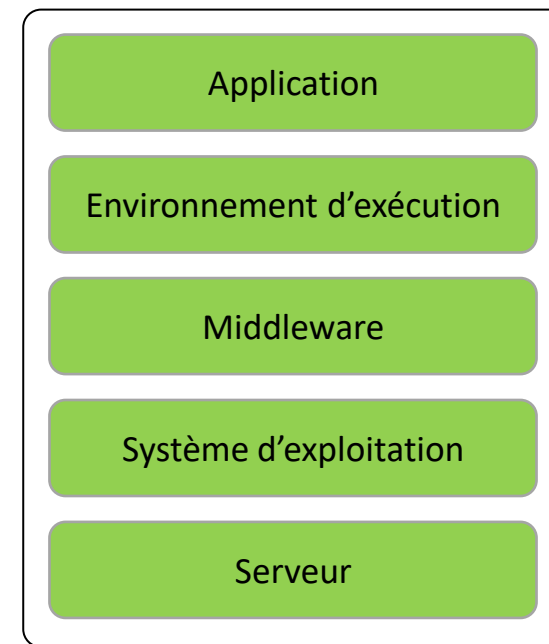 Application
Environnement d’exécution
Middleware
Système d’exploitation
Serveur